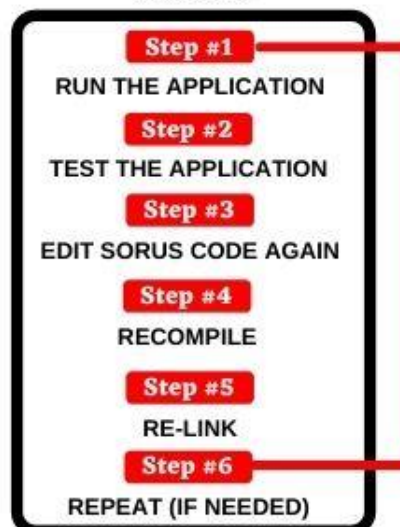 Step #1
RUN THE APPLICATION
Step #2
TEST THE APPLICATION
Step #3
EDIT SORUS CODE AGAIN
Step #4
RECOMPILE
Step #5
RE-LINK
Step #6
REPEAT (IF NEEDED)